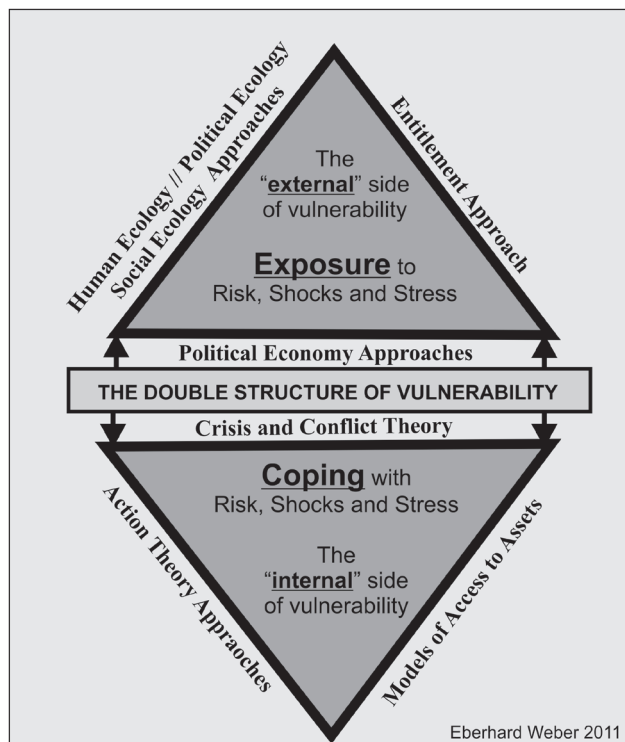 Human Ecology // Political Ecology
Social Ecology Approaches
Entitlement Approach
The
"external" side
of vulnerability
Exposure to
Risk, Shocks and Stress
Political Economy Approaches
THE DOUBLE STRUCTURE OF VULNERABILITY
Crisis and Conflict Theory
Coping with
Risk, Shocks and Stress
The
"internal" side
of vulnerability
Action Theory Appraoches
Models of Access to Assets
Eberhard Weber 2011